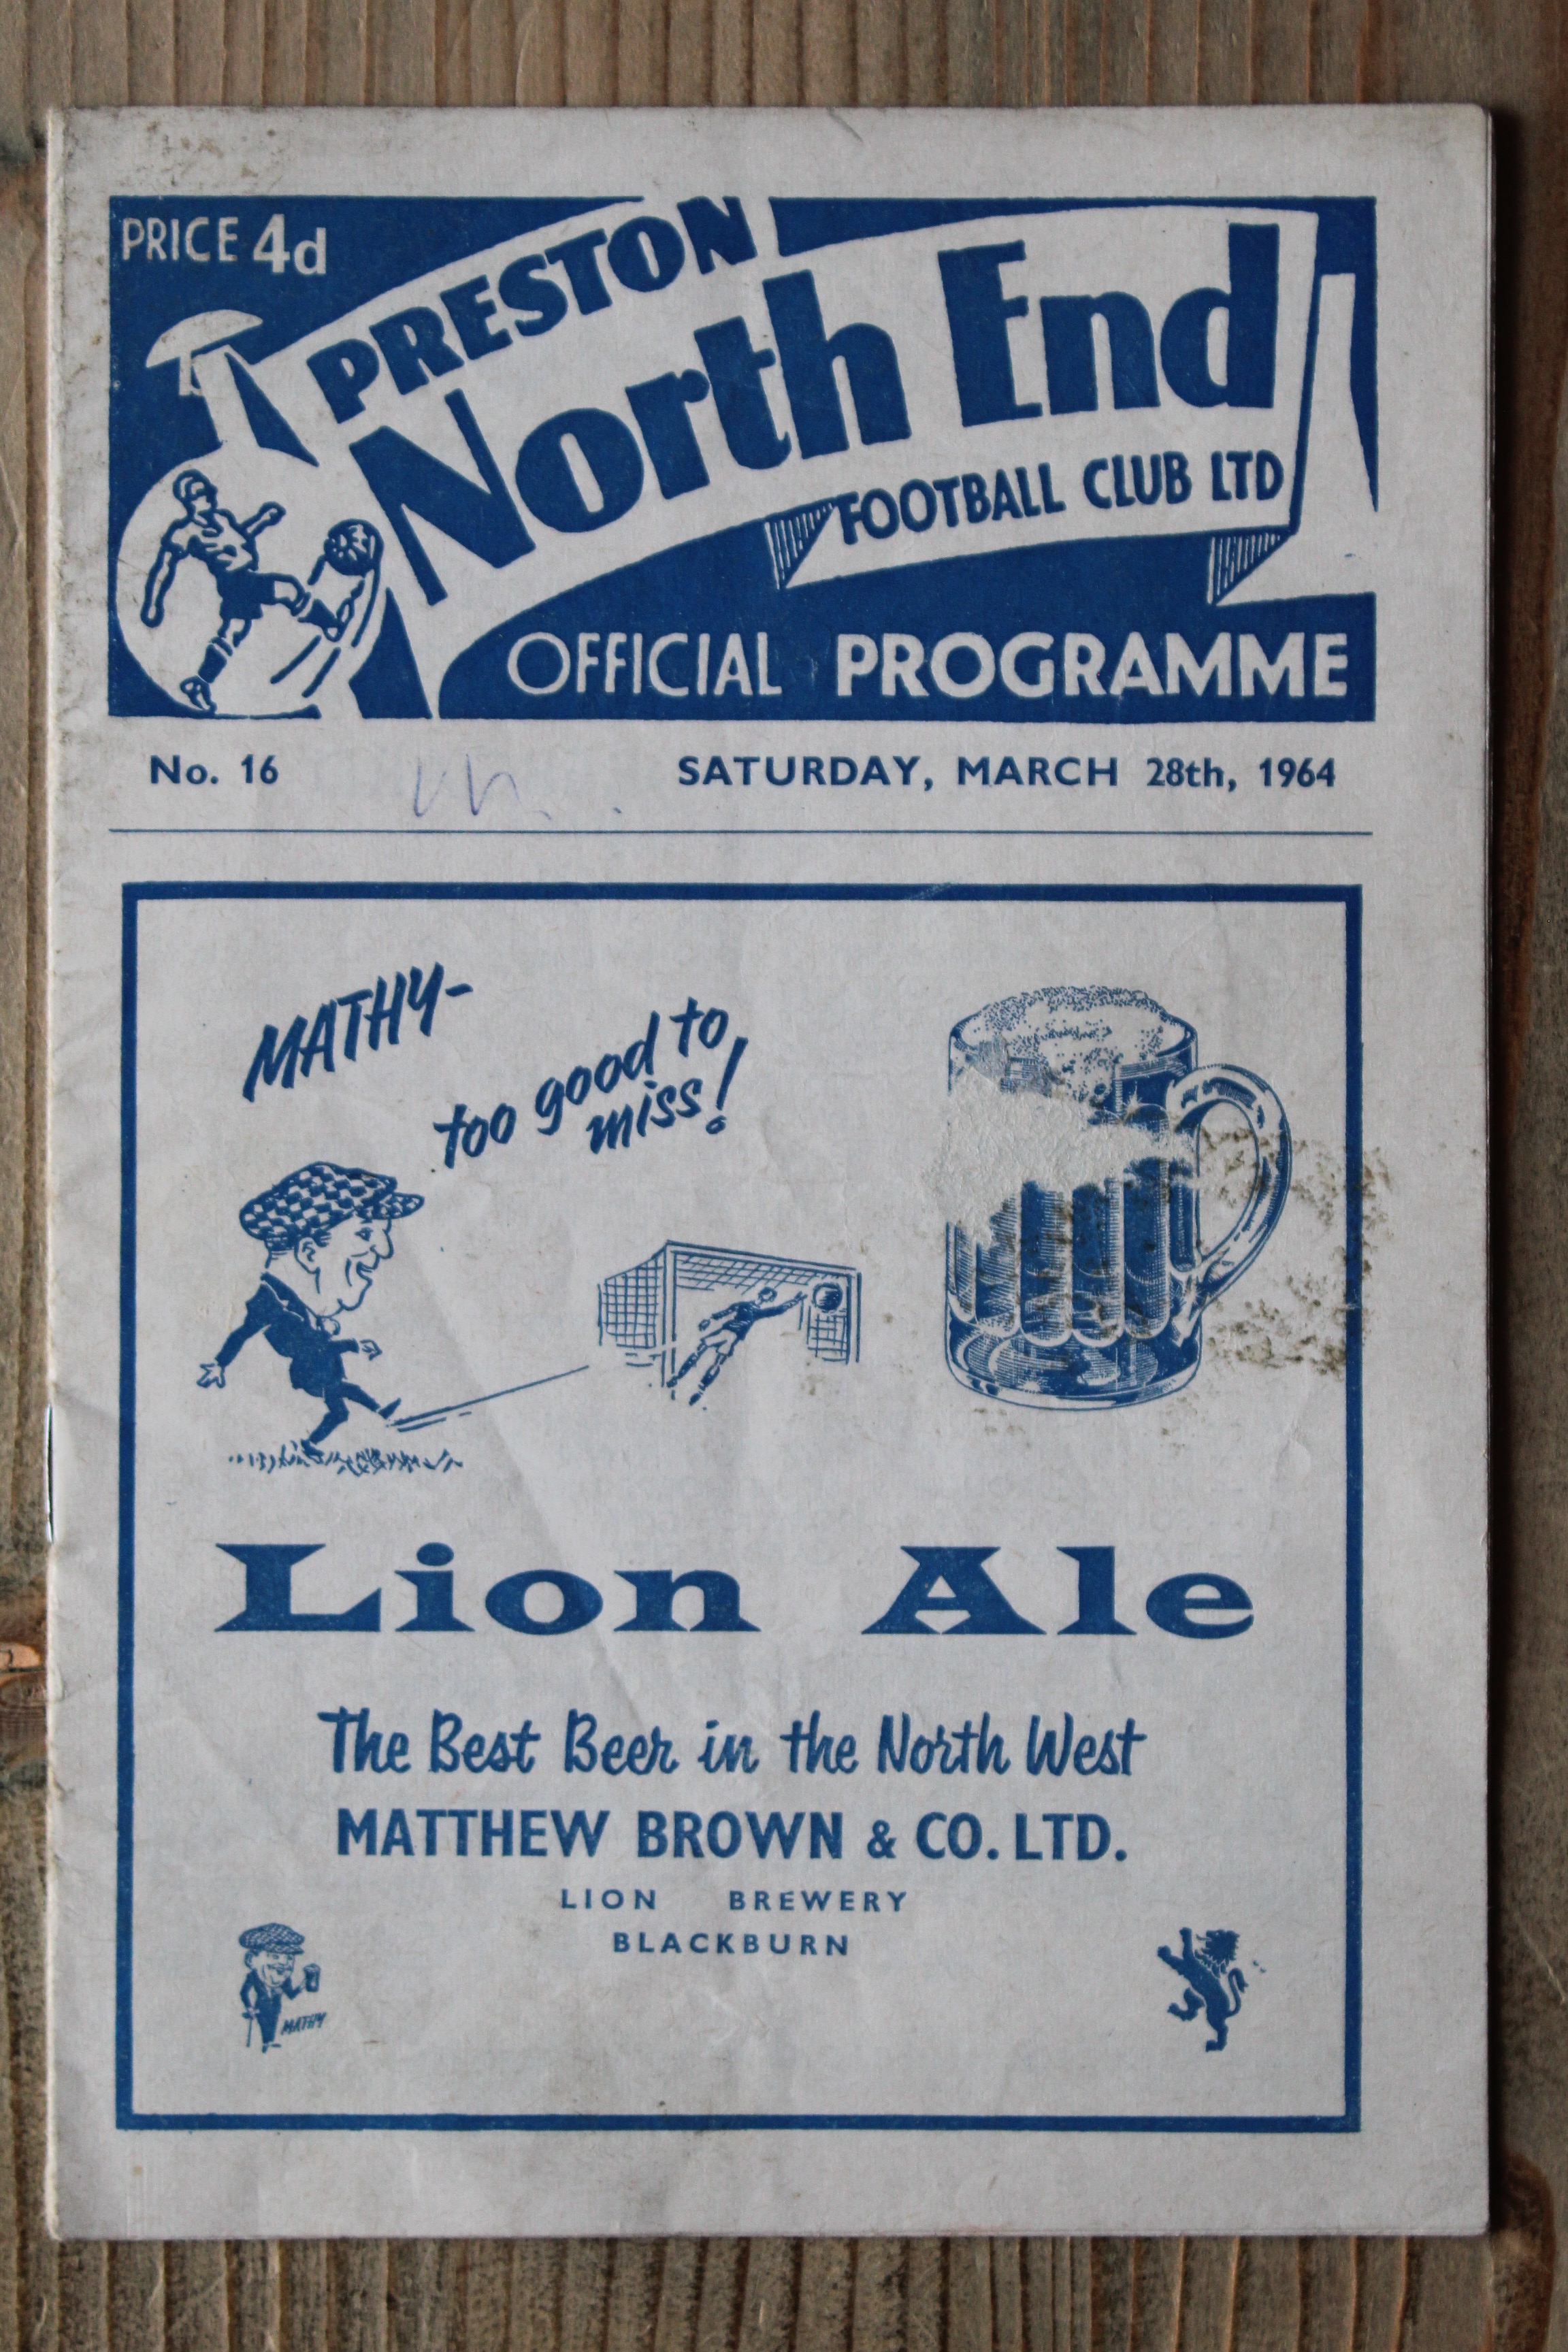 PRICE 4d
PRESTON
North End
FOOTBALL CLUB LTD
OFFICIAL PROGRAMME
No. 16 SATURDAY, MARCH 28th, 1964
MATHY-
too good to
miss!
Lion Ale
The Best Beer in the North West
MATTHEW BROWN & CO. LTD.
LION BREWERY
BLACKBURN
MATHY